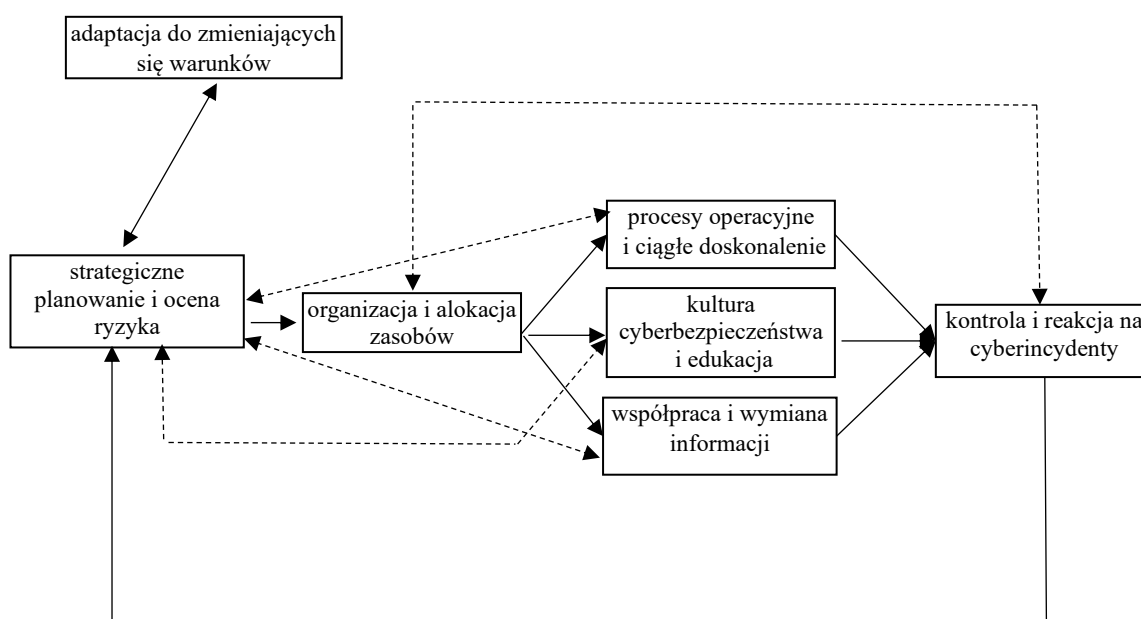 adaptacja do zmieniających
się warunków
strategiczne
planowanie i ocena
ryzyka
organizacja i alokacja
zasobów
procesy operacyjne
i ciągłe doskonalenie
kultura
cyberbezpieczeństwa
i edukacja
współpraca i wymiana
informacji
kontrola i reakcja na
cyberincydenty